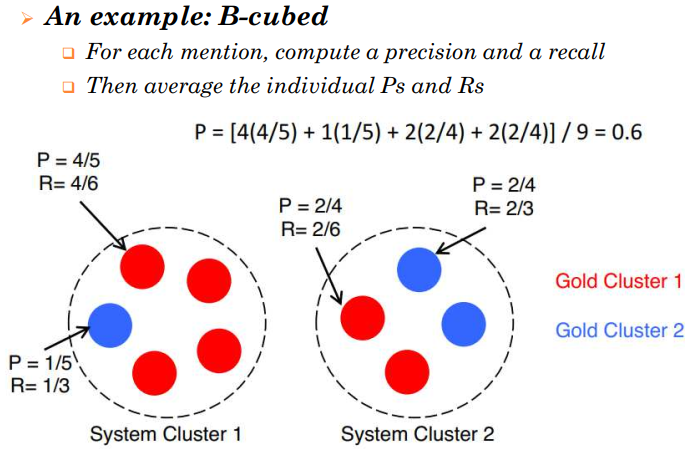 An example: B-cubed
For each mention, compute a precision and a recall
Then average the individual Ps and Rs
P = [4(4/5) + 1(1/5) + 2(2/4) + 2(2/4)] / 9 = 0.6
P = 4/5
R= 4/6
P = 2/4
R= 2/6
P = 2/4
R= 2/3
Gold Cluster 1
Gold Cluster 2
P = 1/5
R= 1/3
System Cluster 1
System Cluster 2